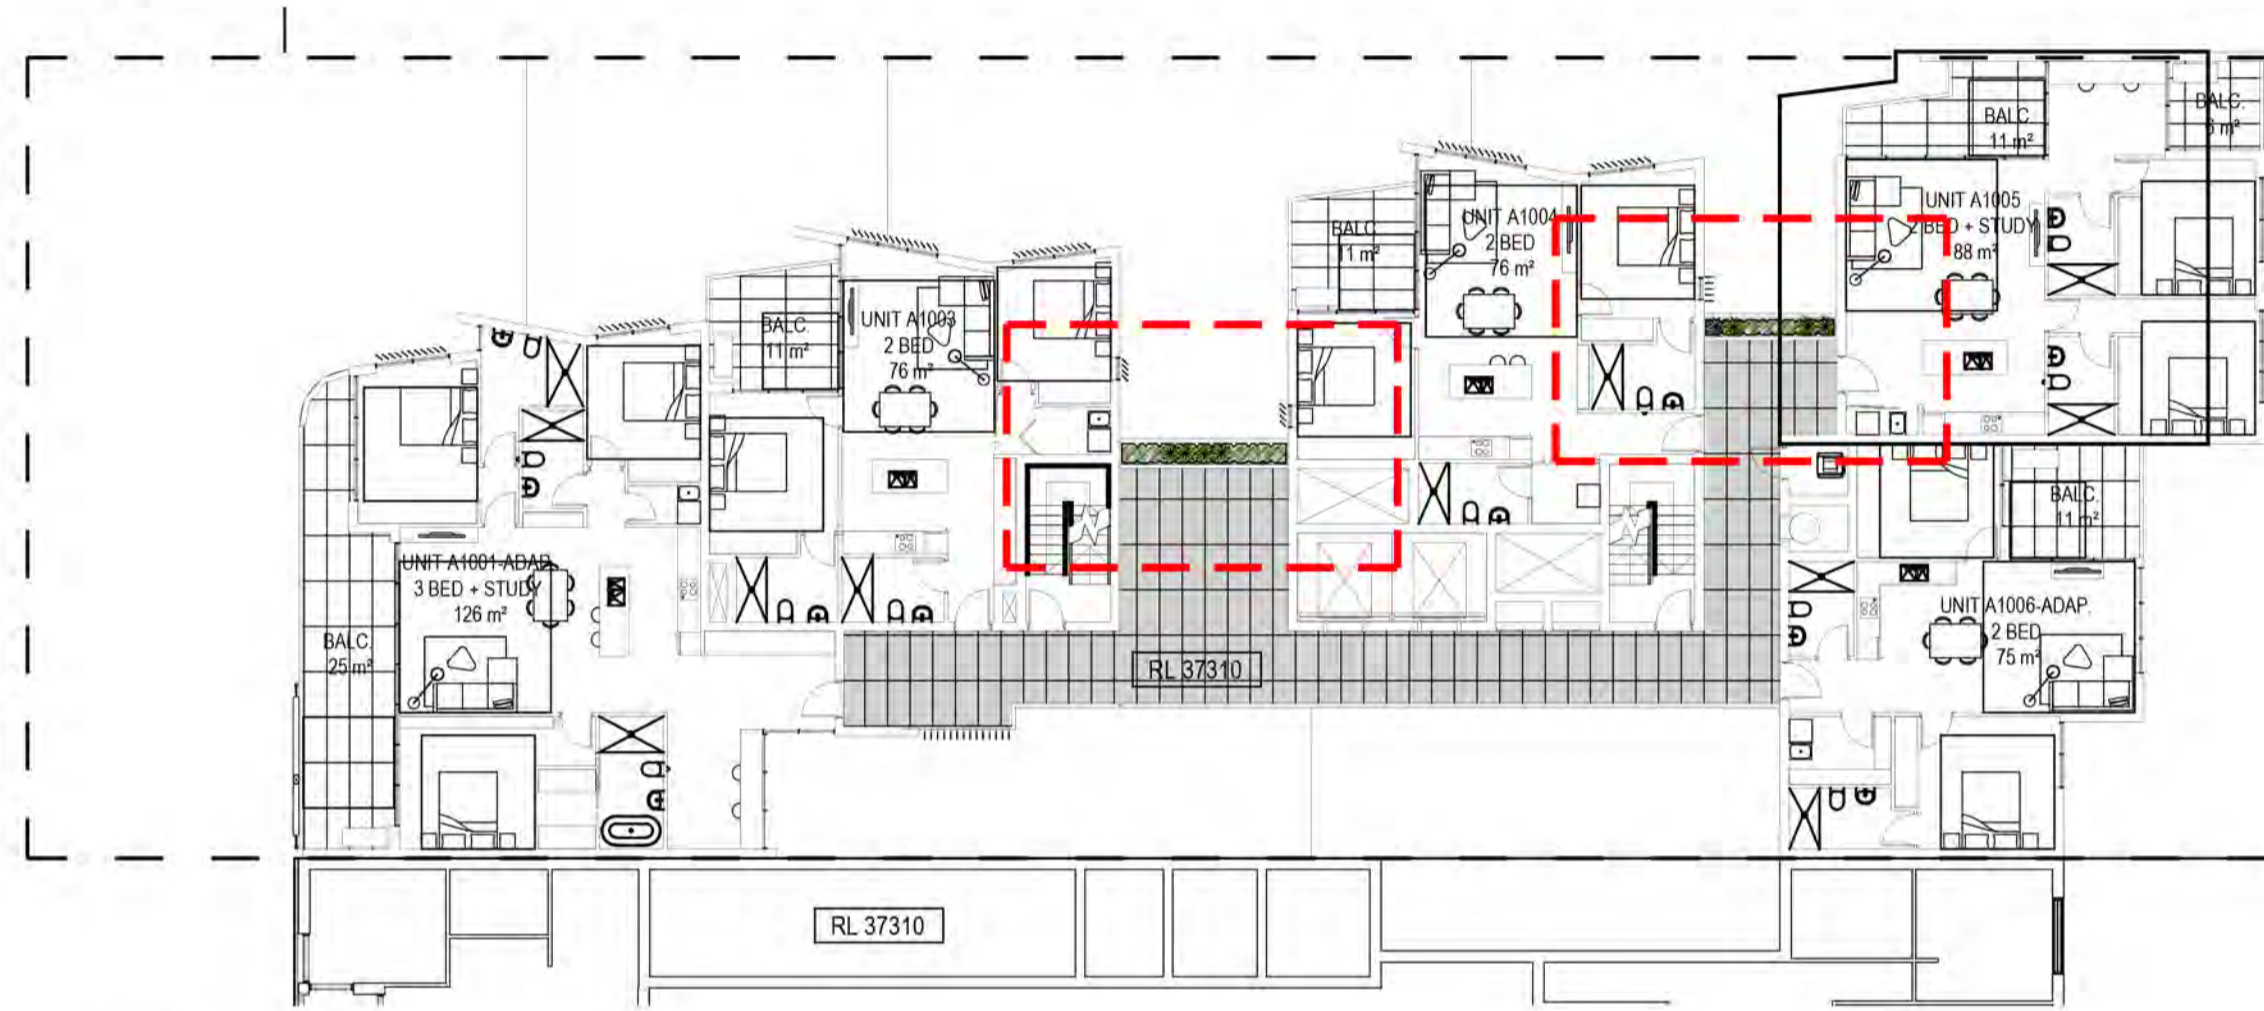 BALC.
11 m²
BALC.
6 m²
UNIT A1005
2 BED + STUDY
88 m²
UNIT A1004
2 BED
76 m²
BALC.
11 m²
UNIT A1003
2 BED
76 m²
BALC.
11 m²
BALC.
11 m²
UNIT A1001-ADAP.
3 BED + STUDY
126 m²
BALC.
25 m²
UNIT A1006-ADAP.
2 BED
75 m²
RL 37310
RL 37310